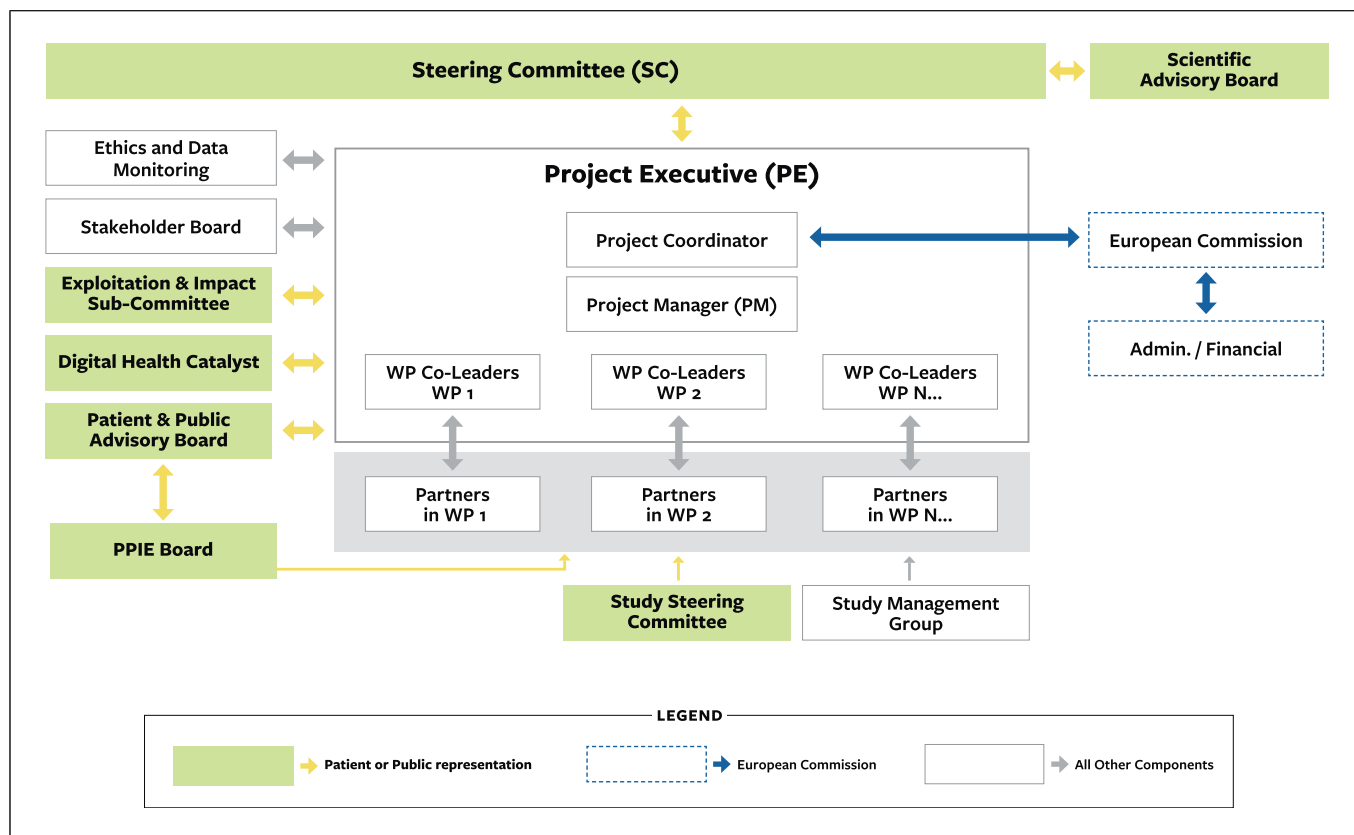 Steering Committee (SC)
Scientific
Advisory Board
Ethics and Data
Monitoring
Stakeholder Board
Exploitation & Impact
Sub-Committee
Digital Health Catalyst
Patient & Public
Advisory Board
PPIE Board
Project Executive (PE)
Project Coordinator
Project Manager (PM)
WP Co-Leaders
WP 1
WP Co-Leaders
WP 2
WP Co-Leaders
WP N...
Partners
in WP 1
Partners
in WP 2
Partners
in WP N...
Study Steering
Committee
Study Management
Group
European Commission
Admin. / Financial
LEGEND
Patient or Public representation
European Commission
All Other Components